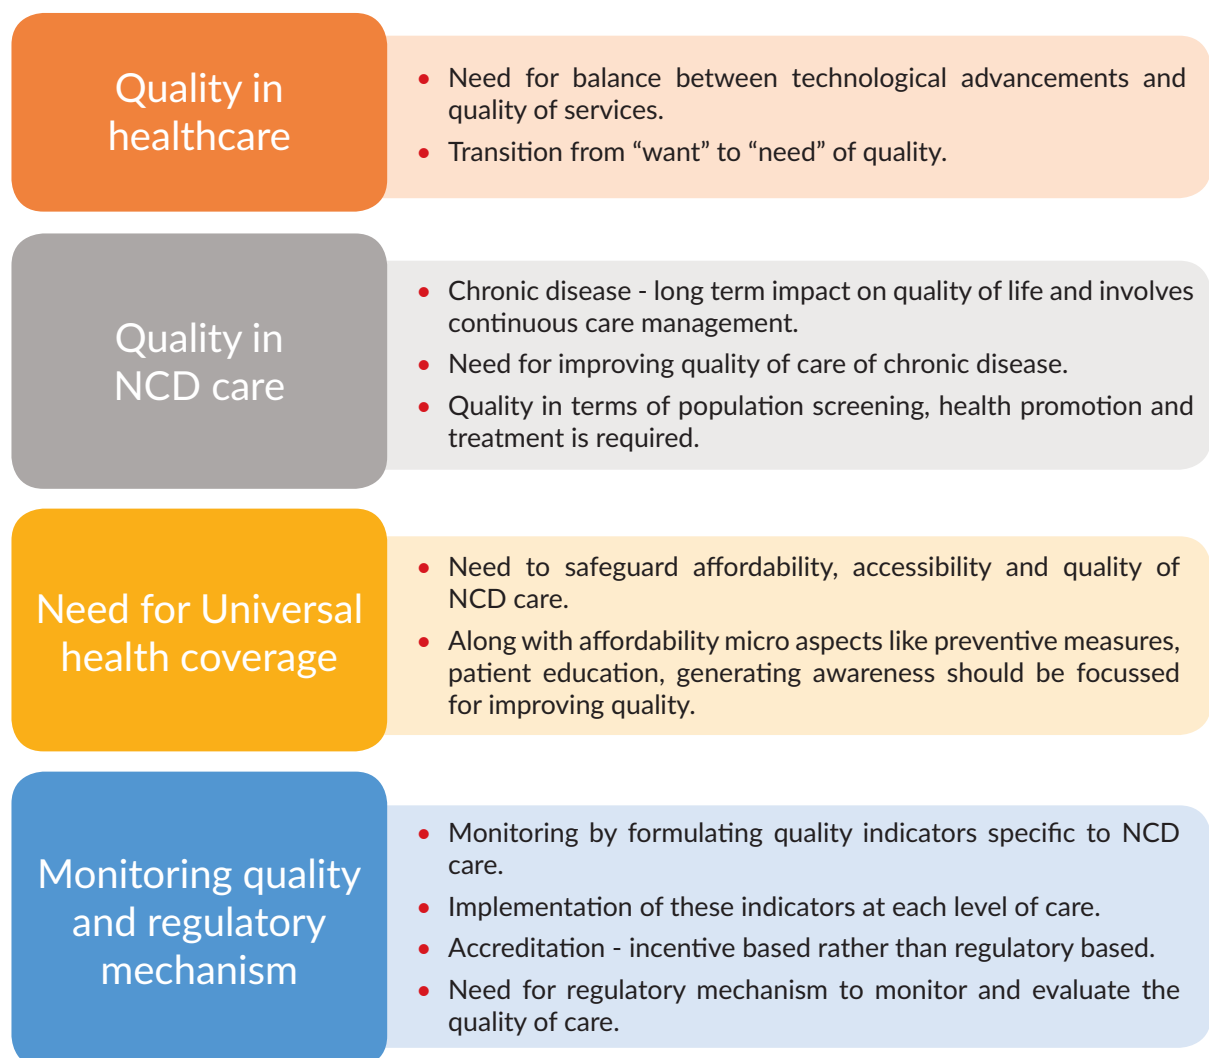 Quality in
healthcare
• Need for balance between technological advancements and
quality of services.
• Transition from “want” to “need” of quality.
Quality in
NCD care
• Chronic disease - long term impact on quality of life and involves
continuous care management.
• Need for improving quality of care of chronic disease.
• Quality in terms of population screening, health promotion and
treatment is required.
Need for Universal
health coverage
• Need to safeguard affordability, accessibility and quality of
NCD care.
• Along with affordability micro aspects like preventive measures,
patient education, generating awareness should be focussed
for improving quality.
Monitoring quality
and regulatory
mechanism
• Monitoring by formulating quality indicators specific to NCD
care.
• Implementation of these indicators at each level of care.
• Accreditation - incentive based rather than regulatory based.
• Need for regulatory mechanism to monitor and evaluate the
quality of care.